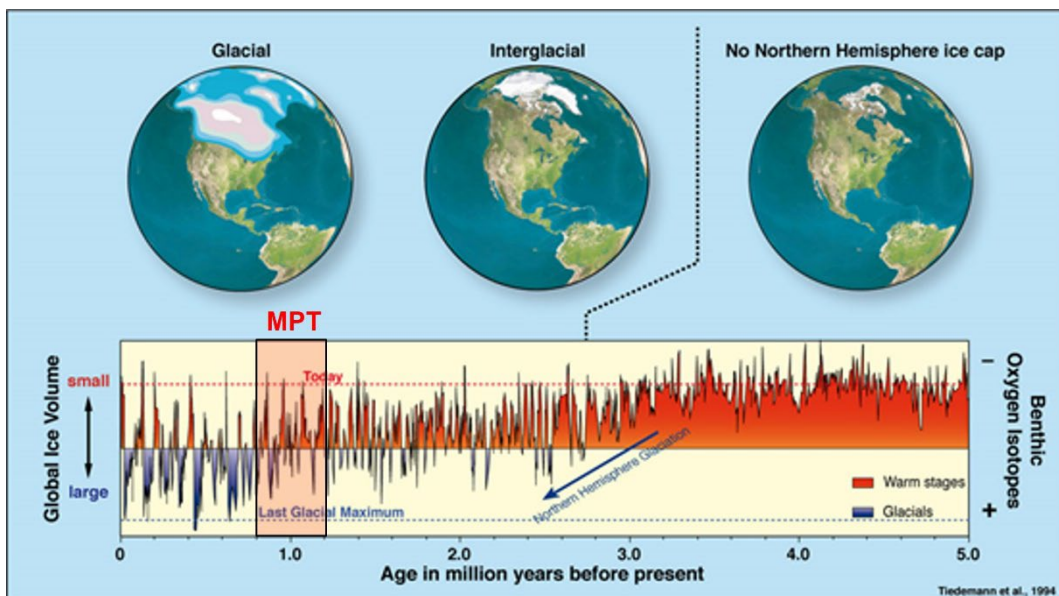 Glacial
Interglacial
No Northern Hemisphere ice cap
MPT
Global Ice Volume
small
large
Today
Last Glacial Maximum
Northern Hemisphere Glaciation
Warm stages
Glacials
−
+
Benthic
Oxygen Isotopes
0
1.0
2.0
3.0
4.0
5.0
Age in million years before present
Tiedemann et al., 1994